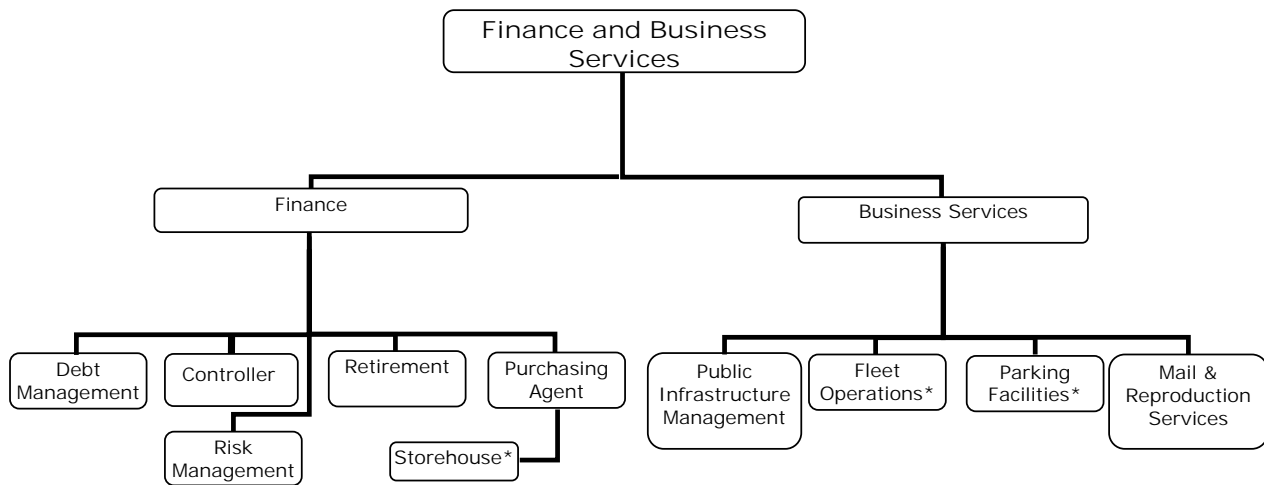 Finance and Business
Services
Finance
Business Services
Debt
Management
Controller
Retirement
Purchasing
Agent
Risk
Management
Storehouse*
Public
Infrastructure
Management
Fleet
Operations*
Parking
Facilities*
Mail &
Reproduction
Services